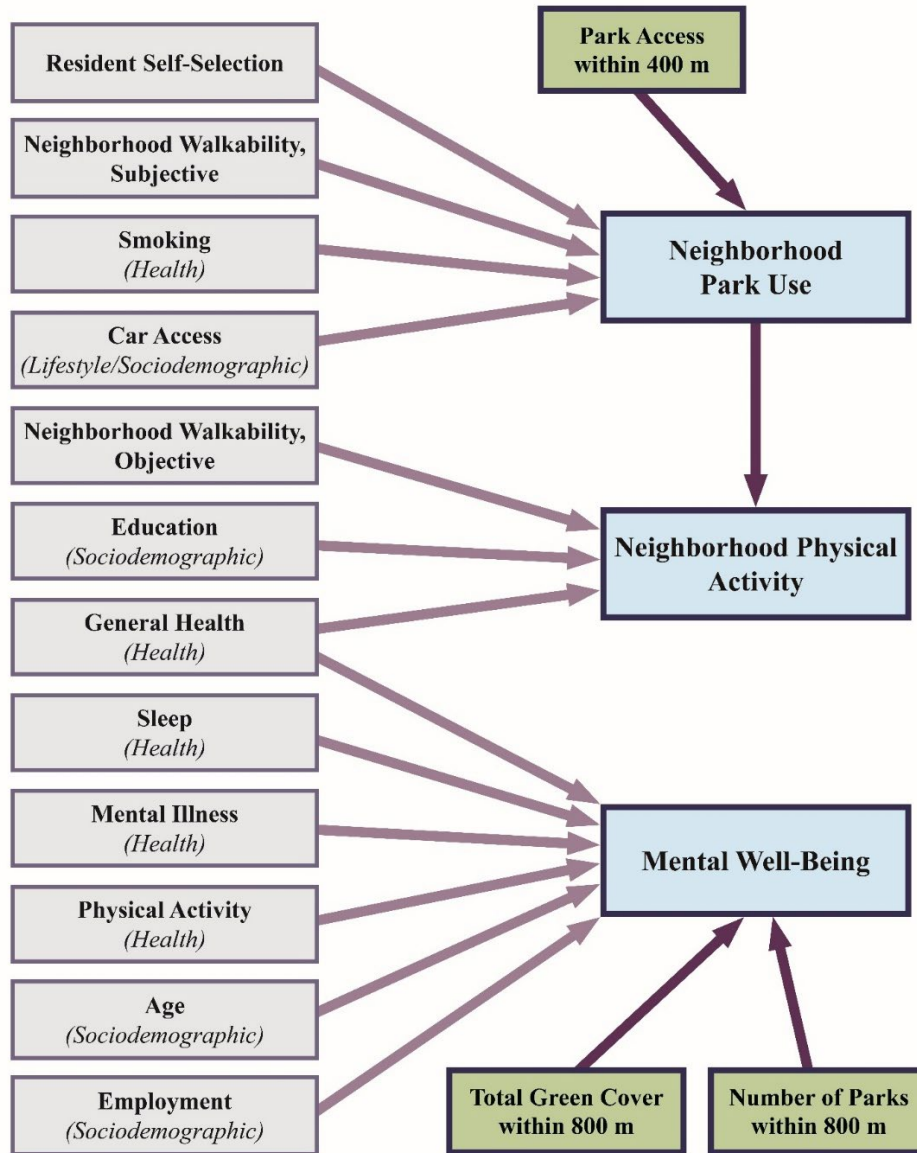 Resident Self-Selection
Neighborhood Walkability,
Subjective
Smoking
(Health)
Car Access
(Lifestyle/Sociodemographic)
Neighborhood Walkability,
Objective
Education
(Sociodemographic)
General Health
(Health)
Sleep
(Health)
Mental Illness
(Health)
Physical Activity
(Health)
Age
(Sociodemographic)
Employment
(Sociodemographic)
Park Access
within 400 m
Neighborhood
Park Use
Neighborhood Physical
Activity
Mental Well-Being
Total Green Cover
within 800 m
Number of Parks
within 800 m